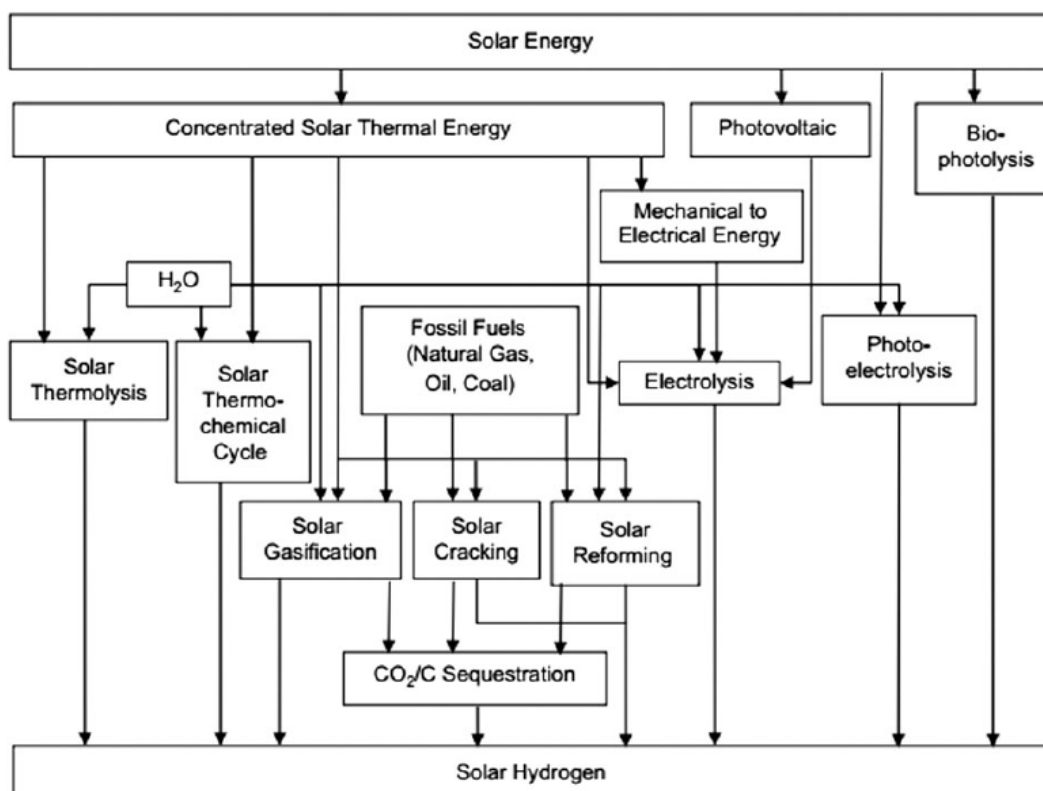 Solar Energy
Concentrated Solar Thermal Energy
Photovoltaic
Bio-
photolysis
Mechanical to
Electrical Energy
H₂O
Fossil Fuels
(Natural Gas,
Oil, Coal)
Solar
Thermolysis
Solar
Thermo-
chemical
Cycle
Electrolysis
Photo-
electrolysis
Solar
Gasification
Solar
Cracking
Solar
Reforming
CO₂/C Sequestration
Solar Hydrogen